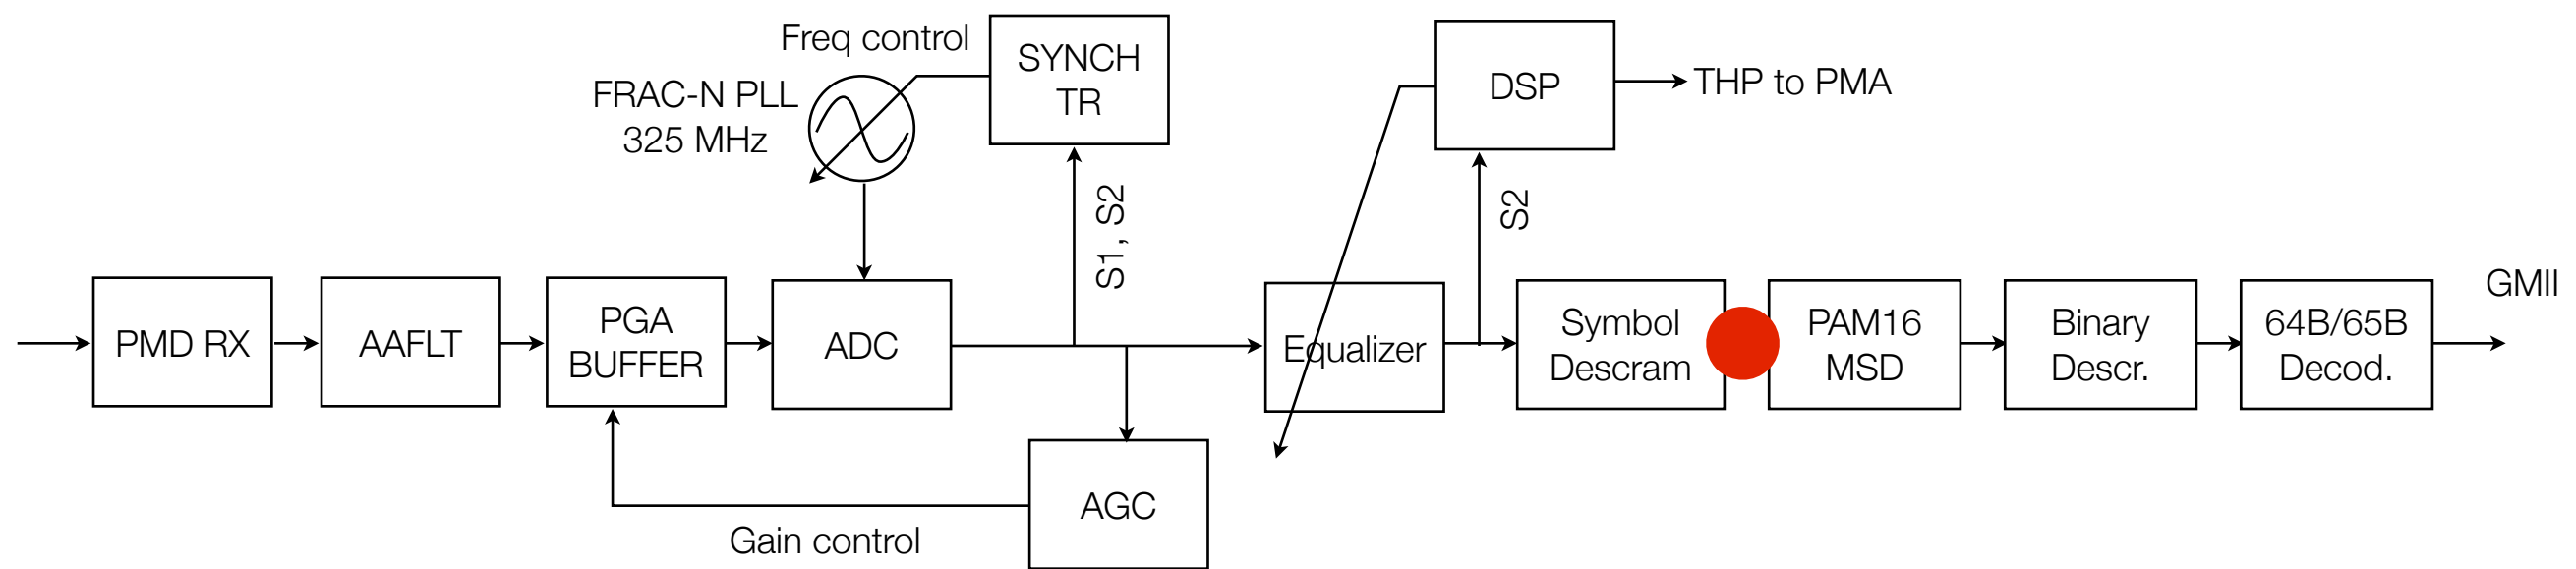 Freq control
FRAC-N PLL
325 MHz
SYNCH
TR
DSP
THP to PMA
S1, S2
S2
GMII
PMD RX
AAFLT
PGA
BUFFER
ADC
Equalizer
Symbol
Descram
PAM16
MSD
Binary
Descr.
64B/65B
Decod.
AGC
Gain control